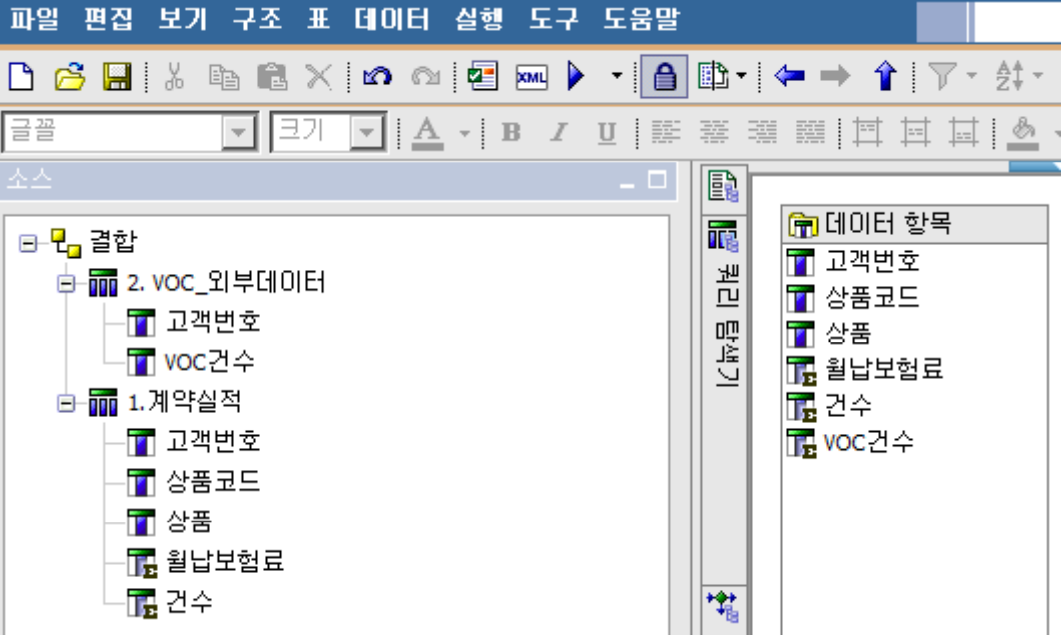 파일 편집 보기 구조 표 데이터 실행 도구 도움말
XML
글꼴 크기 A B I U
소스
결합
2. VOC_외부데이터
고객번호
VOC건수
1.계약실적
고객번호
상품코드
상품
월납보험료
건수
쿼리 탐색기
데이터 항목
고객번호
상품코드
상품
월납보험료
건수
VOC건수